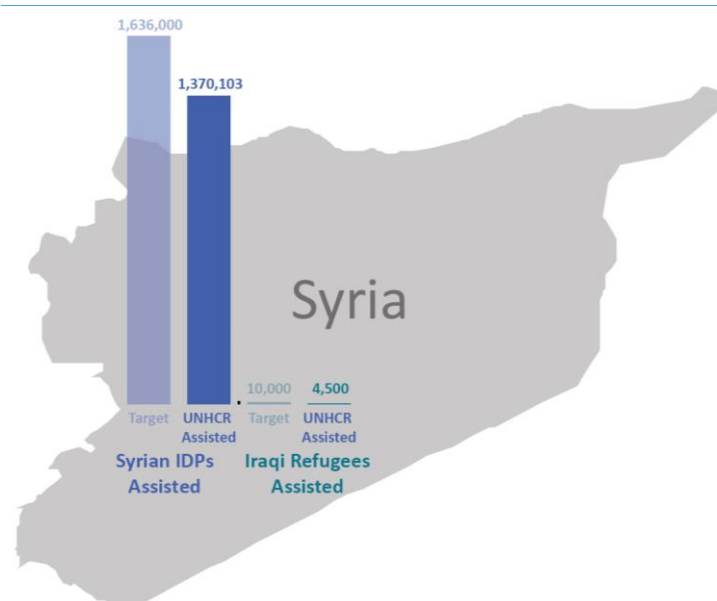 1,636,000
1,370,103
Syria
10,000
4,500
Target
UNHCR
Assisted
Target
UNHCR
Assisted
Syrian IDPs
Assisted
Iraqi Refugees
Assisted